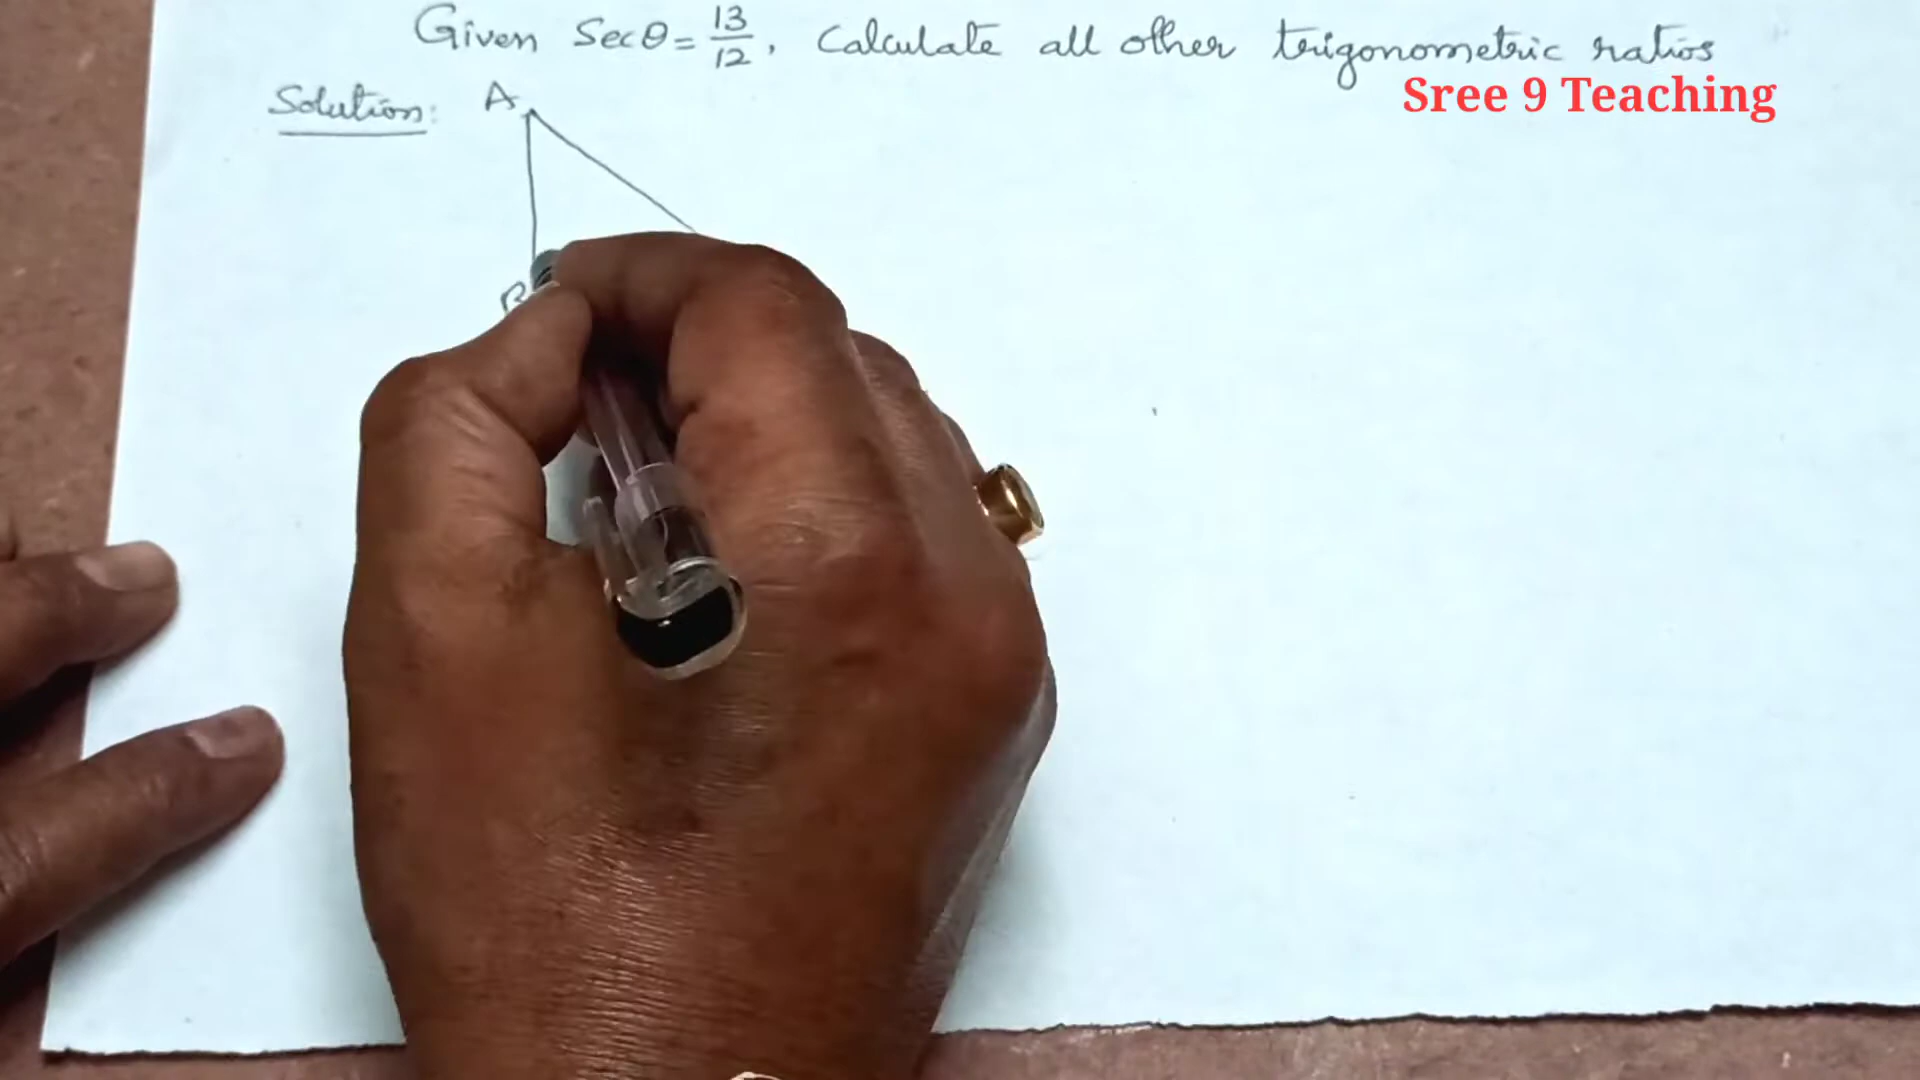 Given Secθ = 13/12, Calculate all other trigonometric ratios
Sree 9 Teaching
Solution: A
B